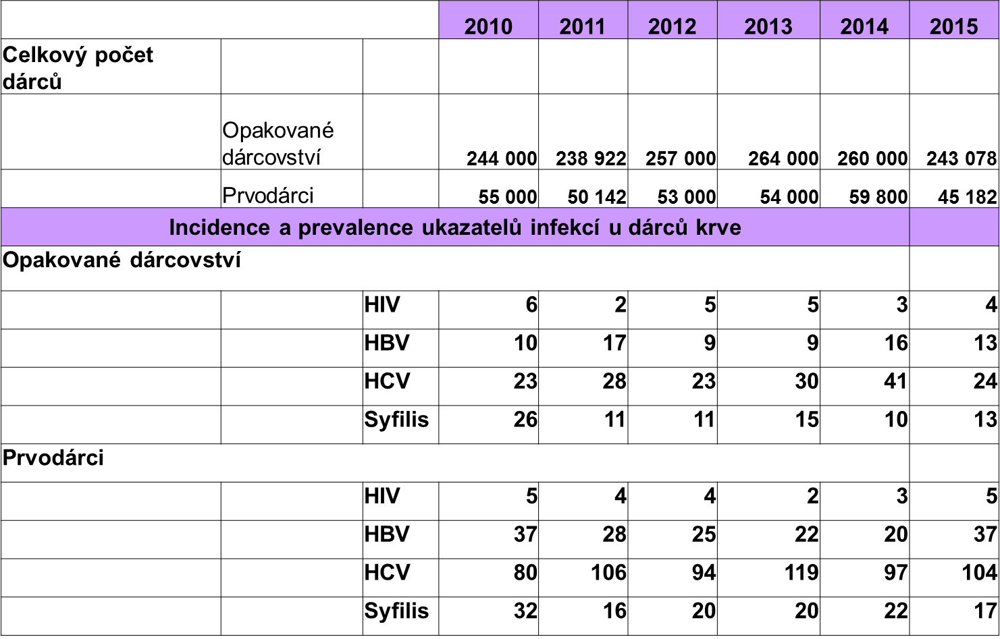 2010 2011 2012 2013 2014 2015
Celkový počet
dárců
Opakované
dárcovství 244 000 238 922 257 000 264 000 260 000 243 078
Prvodárci 55 000 50 142 53 000 54 000 59 800 45 182
Incidence a prevalence ukazatelů infekcí u dárců krve
Opakované dárcovství
HIV 6 2 5 5 3 4
HBV 10 17 9 9 16 13
HCV 23 28 23 30 41 24
Syfilis 26 11 11 15 10 13
Prvodárci
HIV 5 4 4 2 3 5
HBV 37 28 25 22 20 37
HCV 80 106 94 119 97 104
Syfilis 32 16 20 20 22 17